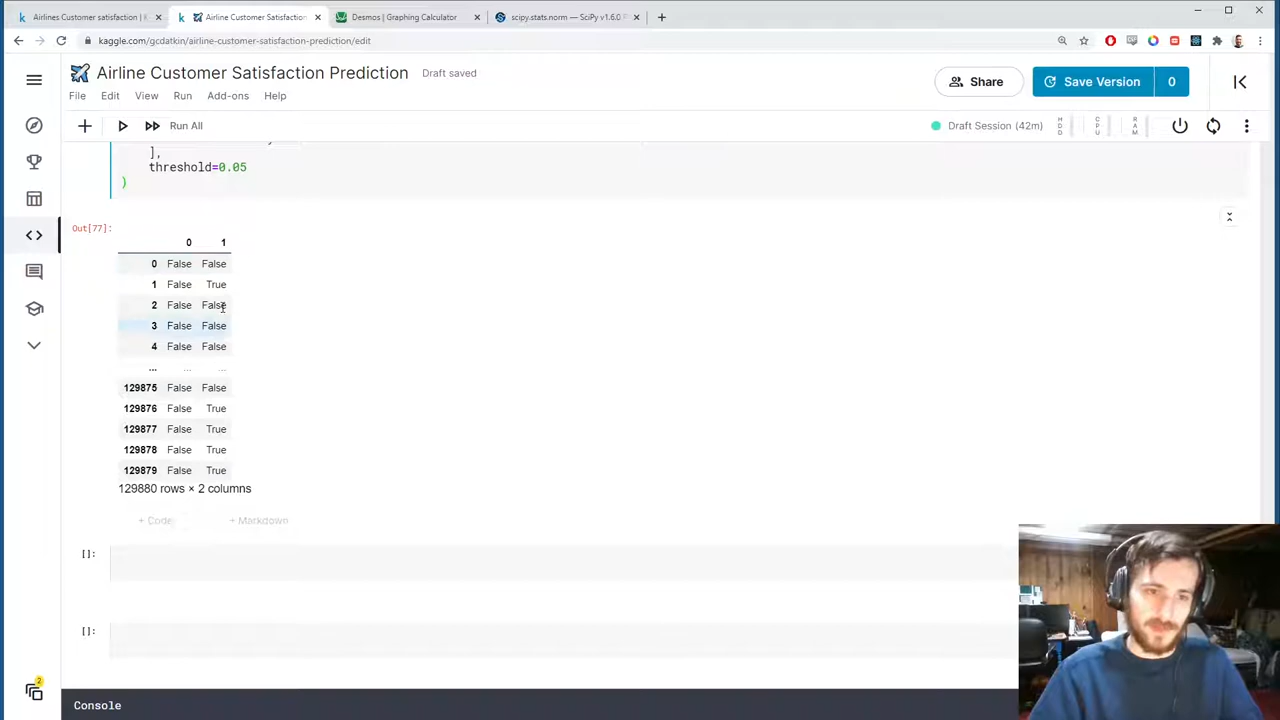 Airlines Customer satisfaction | K
Airline Customer Satisfaction
Desmos | Graphing Calculator
scipy.stats.norm — SciPy v1.6.0 F
kaggle.com/gcdatkin/airline-customer-satisfaction-prediction/edit
Airline Customer Satisfaction Prediction
Draft saved
Share
Save Version
0
File Edit View Run Add-ons Help
Run All
Draft Session (42m)
HDD
CPU
RAM
],
threshold=0.05
)
Out[77]:
0 1
0 False False
1 False True
2 False False
3 False False
4 False False
... ... ...
129875 False False
129876 False True
129877 False True
129878 False True
129879 False True
129880 rows × 2 columns
+ Code
+ Markdown
[]:
[]:
2
Console